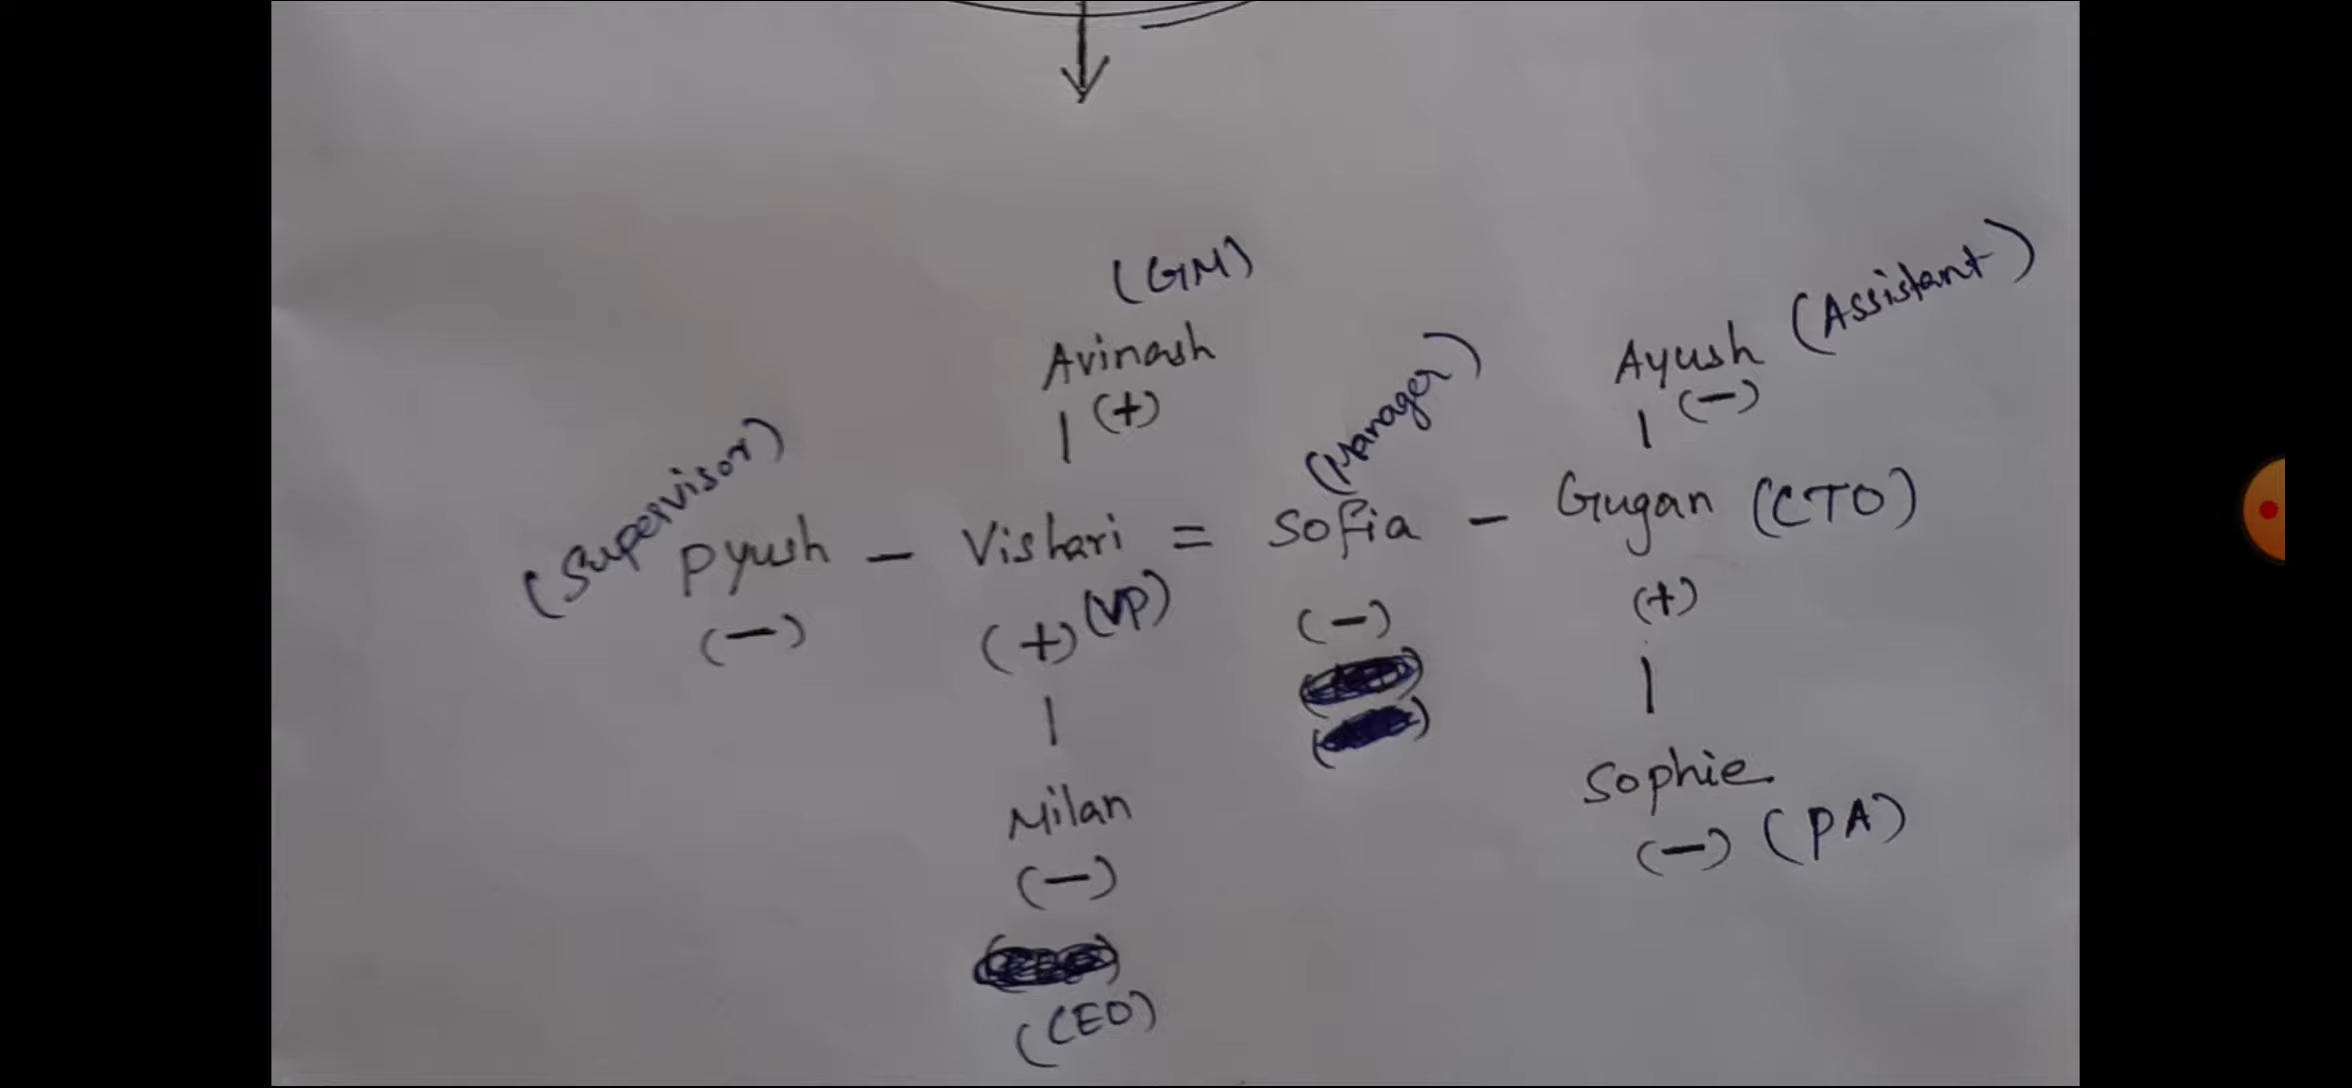 (GM)
Avinash
(+)
Ayush (Assistant)
(-)
(Supervisor)
(Manager)
Pyush - Vishari = Sofia - Gugan (CTO)
(-)
(+) (VP)
(-)
(+)
Milan
(-)
(CEO)
Sophie
(-) (PA)